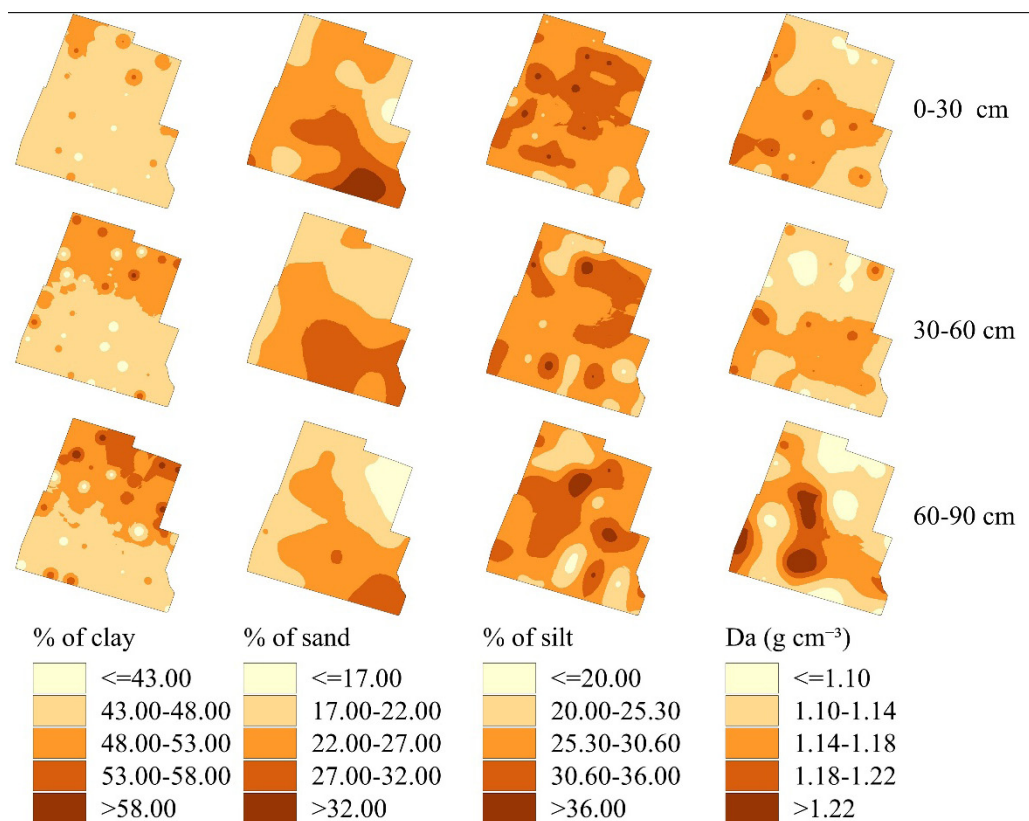 0-30 cm
30-60 cm
60-90 cm
% of clay
<=43.00
43.00-48.00
48.00-53.00
53.00-58.00
>58.00
% of sand
<=17.00
17.00-22.00
22.00-27.00
27.00-32.00
>32.00
% of silt
<=20.00
20.00-25.30
25.30-30.60
30.60-36.00
>36.00
Da (g cm⁻³)
<=1.10
1.10-1.14
1.14-1.18
1.18-1.22
>1.22